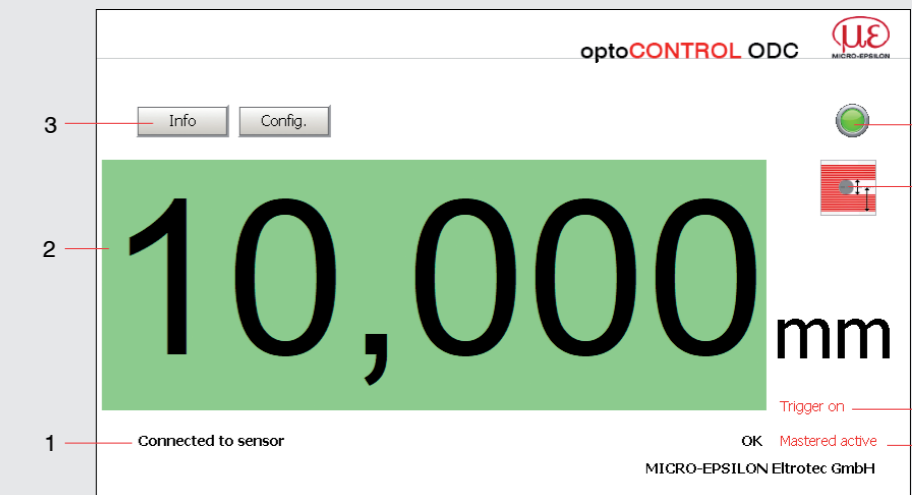 optoCONTROL ODC
με
MICRO-EPSILON
3
Info
Config.
2
10,000
mm
Trigger on
1
Connected to sensor
OK
Mastered active
MICRO-EPSILON Eltrotec GmbH